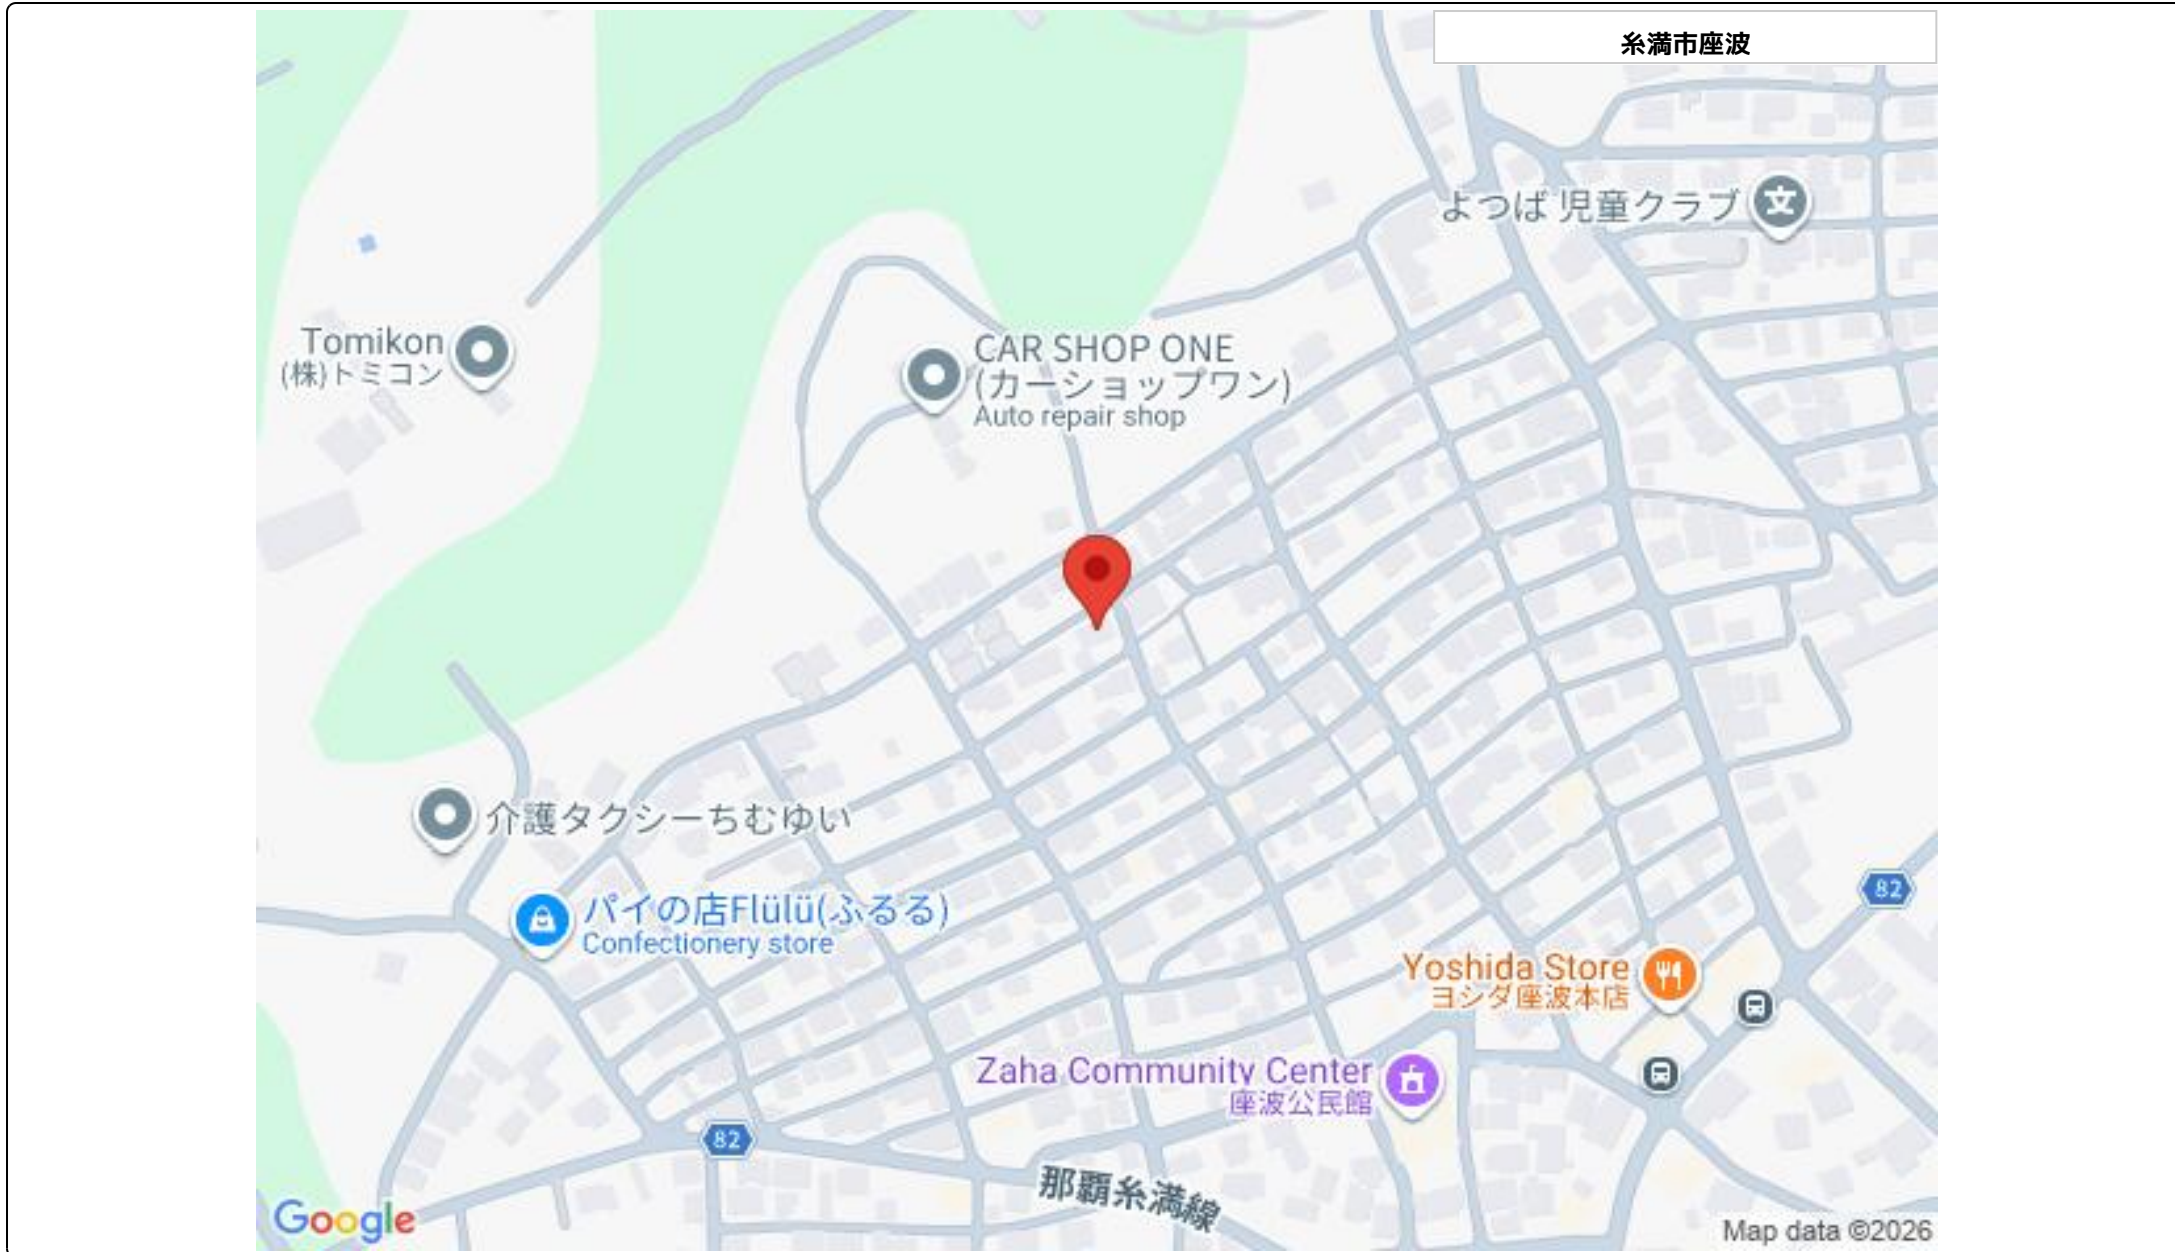 糸満市座波
よつば 児童クラブ
Tomikon
(株)トミコン
CAR SHOP ONE
(カーショップワン)
Auto repair shop
介護タクシーちむゆい
パイの店Flülü(ふるる)
Confectionery store
82
Yoshida Store
ヨシダ座波本店
Zaha Community Center
座波公民館
82
那覇糸満線
Google
Map data ©2026